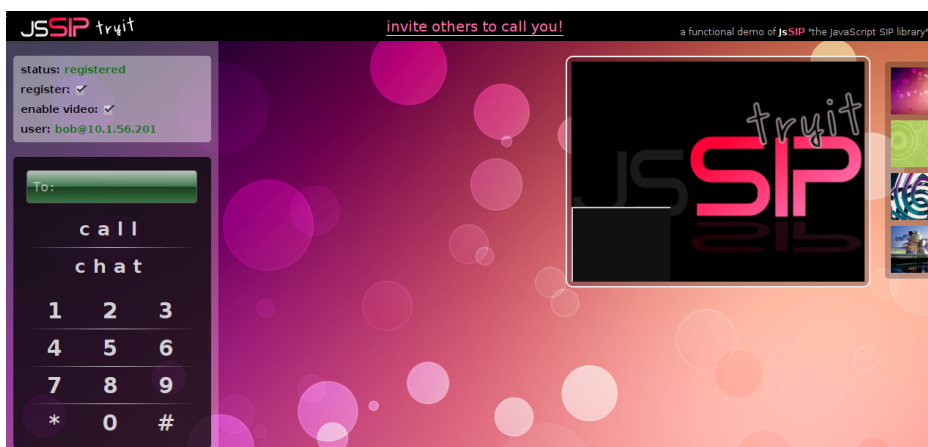 JSSIP tryit
invite others to call you!
a functional demo of JsSIP "the JavaScript SIP library"
status: registered
register:
enable video:
user: bob@10.1.56.201
To:
call
chat
1 2 3
4 5 6
7 8 9
* 0 #
tryit
JSSIP